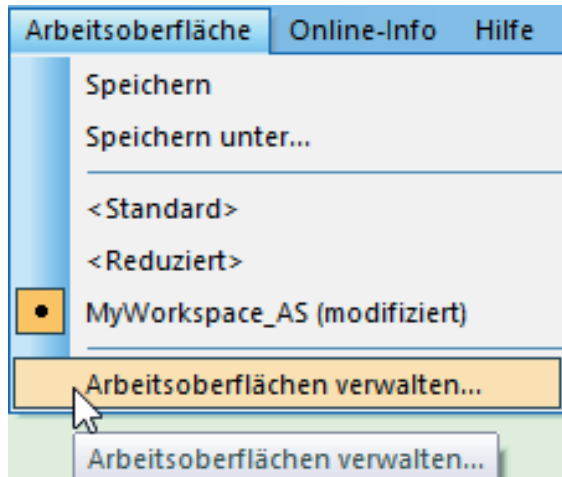 Arbeitsoberfläche Online-Info Hilfe
Speichern
Speichern unter...
<Standard>
<Reduziert>
MyWorkspace_AS (modifiziert)
Arbeitsoberflächen verwalten...
Arbeitsoberflächen verwalten...